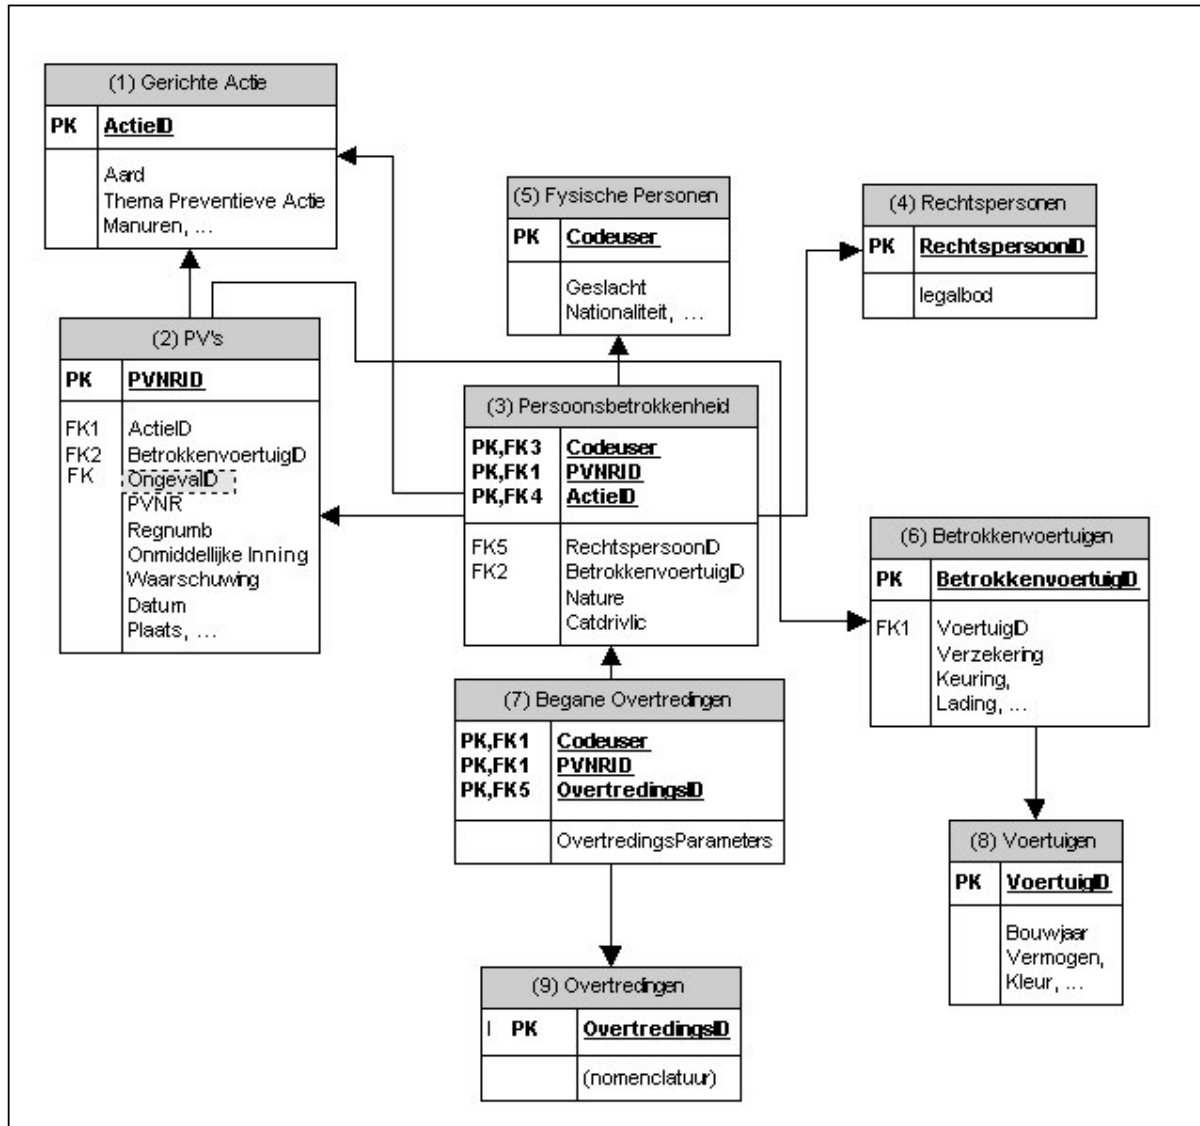 (1) Gerichte Actie
PK ActieID
Aard
Thema Preventieve Actie
Manuren, ...
(2) PV's
PK PVNRID
FK1 ActieID
FK2 BetrokkenvoertuigID
FK OngevalID
PVNR
Regnumb
Onmiddellijke Inning
Waarschuwing
Datum
Plaats, ...
(5) Fysische Personen
PK Codeuser
Geslacht
Nationaliteit, ...
(4) Rechtspersonen
PK RechtspersoonID
legalbod
(3) Persoonsbetrokkenheid
PK,FK3 Codeuser
PK,FK1 PVNRID
PK,FK4 ActieID
FK5 RechtspersoonID
FK2 BetrokkenvoertuigID
Nature
Catdrivlic
(6) Betrokkenvoertuigen
PK BetrokkenvoertuigID
FK1 VoertuigID
Verzekering
Keuring,
Lading, ...
(7) Begane Overtredingen
PK,FK1 Codeuser
PK,FK1 PVNRID
PK,FK5 OvertredingsID
OvertredingsParameters
(8) Voertuigen
PK VoertuigID
Bouwjaar
Vermogen,
Kleur, ...
(9) Overtredingen
I PK OvertredingsID
(nomenclatuur)